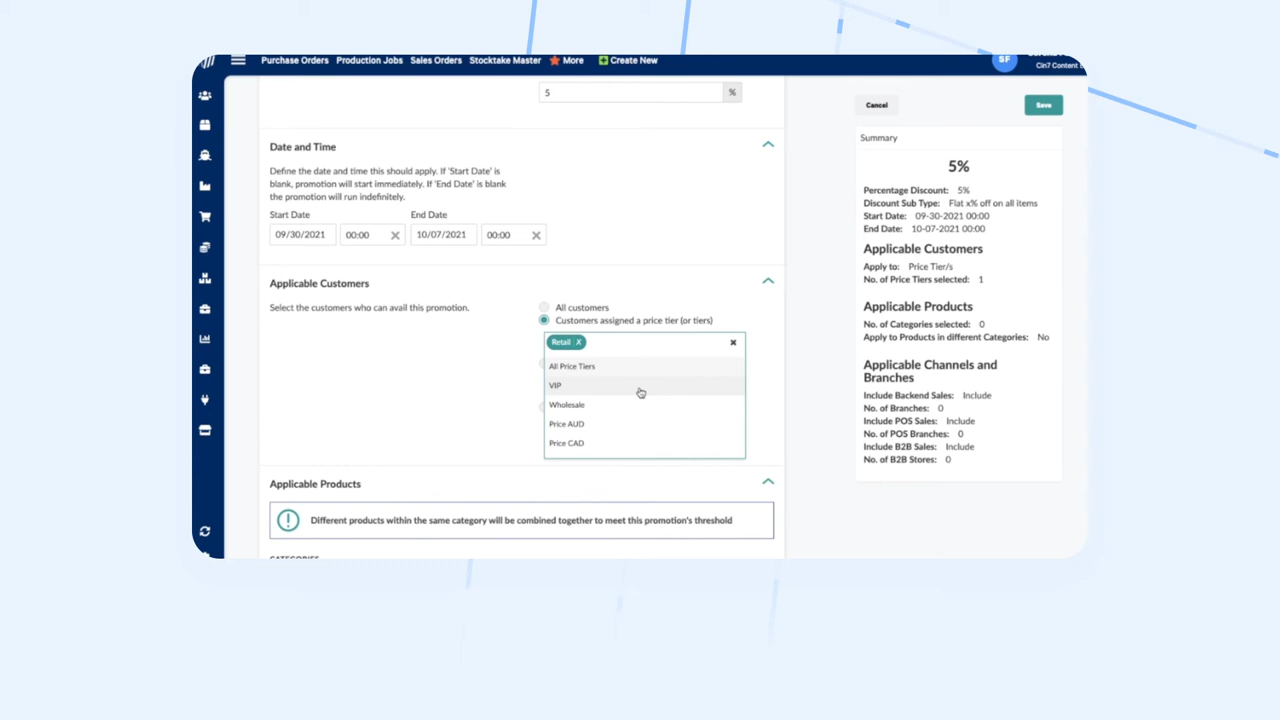 Purchase Orders Production Jobs Sales Orders Stocktake Master More Create New
SF
Cin7 Content
5 %
Cancel
Save
Date and Time
Define the date and time this should apply. If 'Start Date' is
blank, promotion will start immediately. If 'End Date' is blank
the promotion will run indefinitely.
Start Date End Date
09/30/2021 00:00 10/07/2021 00:00
Applicable Customers
Select the customers who can avail this promotion.
All customers
Customers assigned a price tier (or tiers)
Retail X
All Price Tiers
VIP
Wholesale
Price AUD
Price CAD
Applicable Products
Different products within the same category will be combined together to meet this promotion's threshold
CATEGORIES
Summary
5%
Percentage Discount: 5%
Discount Sub Type: Flat x% off on all items
Start Date: 09-30-2021 00:00
End Date: 10-07-2021 00:00
Applicable Customers
Apply to: Price Tier/s
No. of Price Tiers selected: 1
Applicable Products
No. of Categories selected: 0
Apply to Products in different Categories: No
Applicable Channels and
Branches
Include Backend Sales: Include
No. of Branches: 0
Include POS Sales: Include
No. of POS Branches: 0
Include B2B Sales: Include
No. of B2B Stores: 0